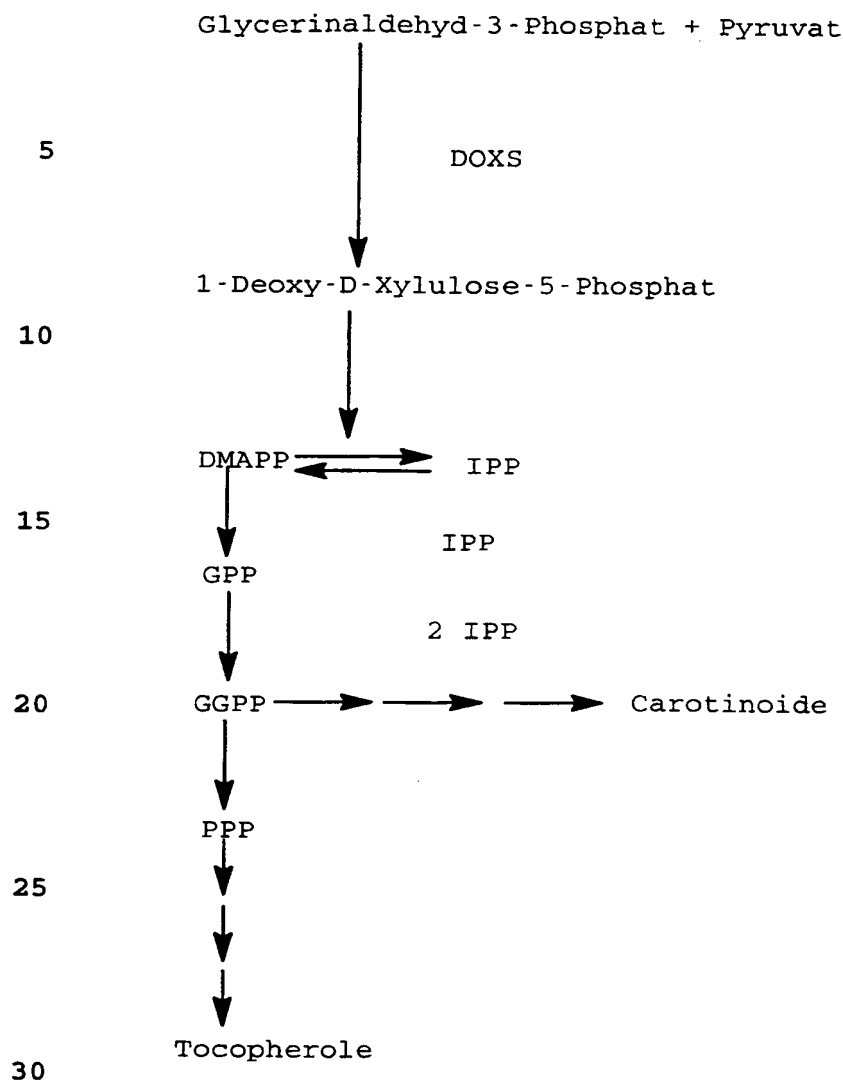 Glycerinaldehyd-3-Phosphat + Pyruvat
5
DOXS
1-Deoxy-D-Xylulose-5-Phosphat
10
DMAPP
IPP
15
IPP
GPP
2 IPP
20
GGPP
Carotinoide
PPP
25
Tocopherole
30